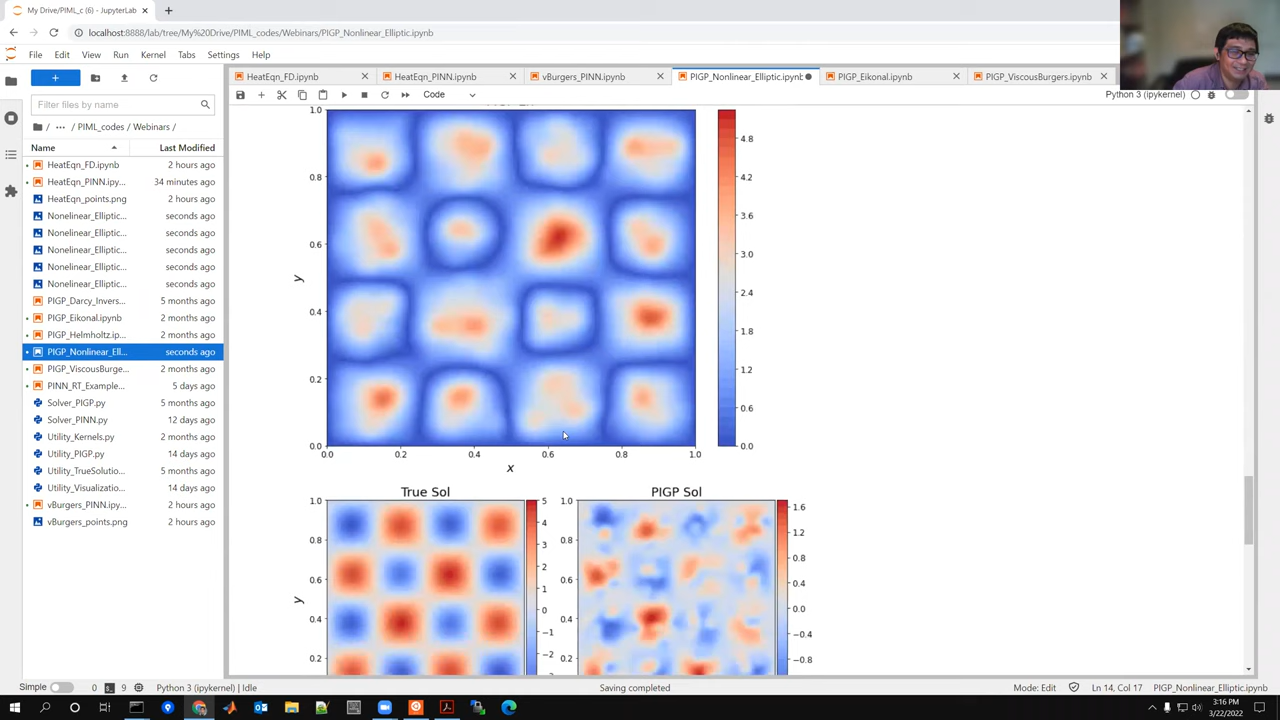 My Drive/PIML_c (6) - JupyterLab
localhost:8888/lab/tree/My%20Drive/PIML_codes/Webinars/PIGP_Nonlinear_Elliptic.ipynb
File Edit View Run Kernel Tabs Settings Help
HeatEqn_FD.ipynb HeatEqn_PINN.ipynb vBurgers_PINN.ipynb PIGP_Nonlinear_Elliptic.ipynb PIGP_Eikonal.ipynb PIGP_ViscousBurgers.ipynb
Code Python 3 (ipykernel)
Filter files by name
/ ··· / PIML_codes / Webinars /
Name Last Modified
HeatEqn_FD.ipynb 2 hours ago
HeatEqn_PINN.ipy... 34 minutes ago
HeatEqn_points.png 2 hours ago
Nonelinear_Elliptic... seconds ago
Nonelinear_Elliptic... seconds ago
Nonelinear_Elliptic... seconds ago
Nonelinear_Elliptic... seconds ago
Nonelinear_Elliptic... seconds ago
PIGP_Darcy_Invers... 5 months ago
PIGP_Eikonal.ipynb 2 months ago
PIGP_Helmholtz.ip... 2 months ago
PIGP_Nonlinear_Ell... seconds ago
PIGP_ViscousBurge... 2 months ago
PINN_RT_Example... 5 days ago
Solver_PIGP.py 5 months ago
Solver_PINN.py 12 days ago
Utility_Kernels.py 2 months ago
Utility_PIGP.py 14 days ago
Utility_TrueSolutio... 5 months ago
Utility_Visualizatio... 14 days ago
vBurgers_PINN.ipy... 2 hours ago
vBurgers_points.png 2 hours ago
1.0
0.8
0.6
0.4
0.2
0.0
y
0.0 0.2 0.4 0.6 0.8 1.0
x
4.8
4.2
3.6
3.0
2.4
1.8
1.2
0.6
0.0
True Sol
1.0
0.8
0.6
0.4
0.2
y
5
4
3
2
1
0
−1
−2
PIGP Sol
1.0
0.8
0.6
0.4
0.2
1.6
1.2
0.8
0.4
0.0
−0.4
−0.8
Simple 0 9 Python 3 (ipykernel) | Idle Saving completed Mode: Edit Ln 14, Col 17 PIGP_Nonlinear_Elliptic.ipynb
3:16 PM
3/22/2022